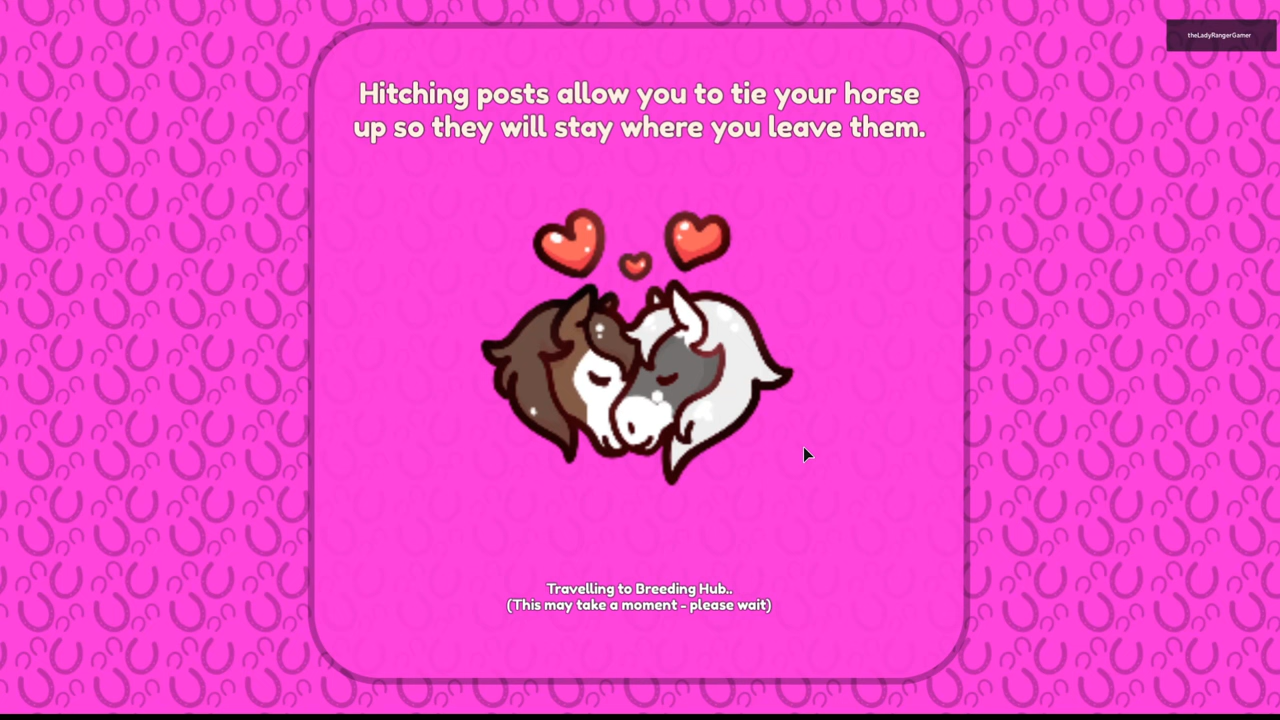 theLadyRangerGamer
Hitching posts allow you to tie your horse
up so they will stay where you leave them.
Travelling to Breeding Hub..
(This may take a moment - please wait)